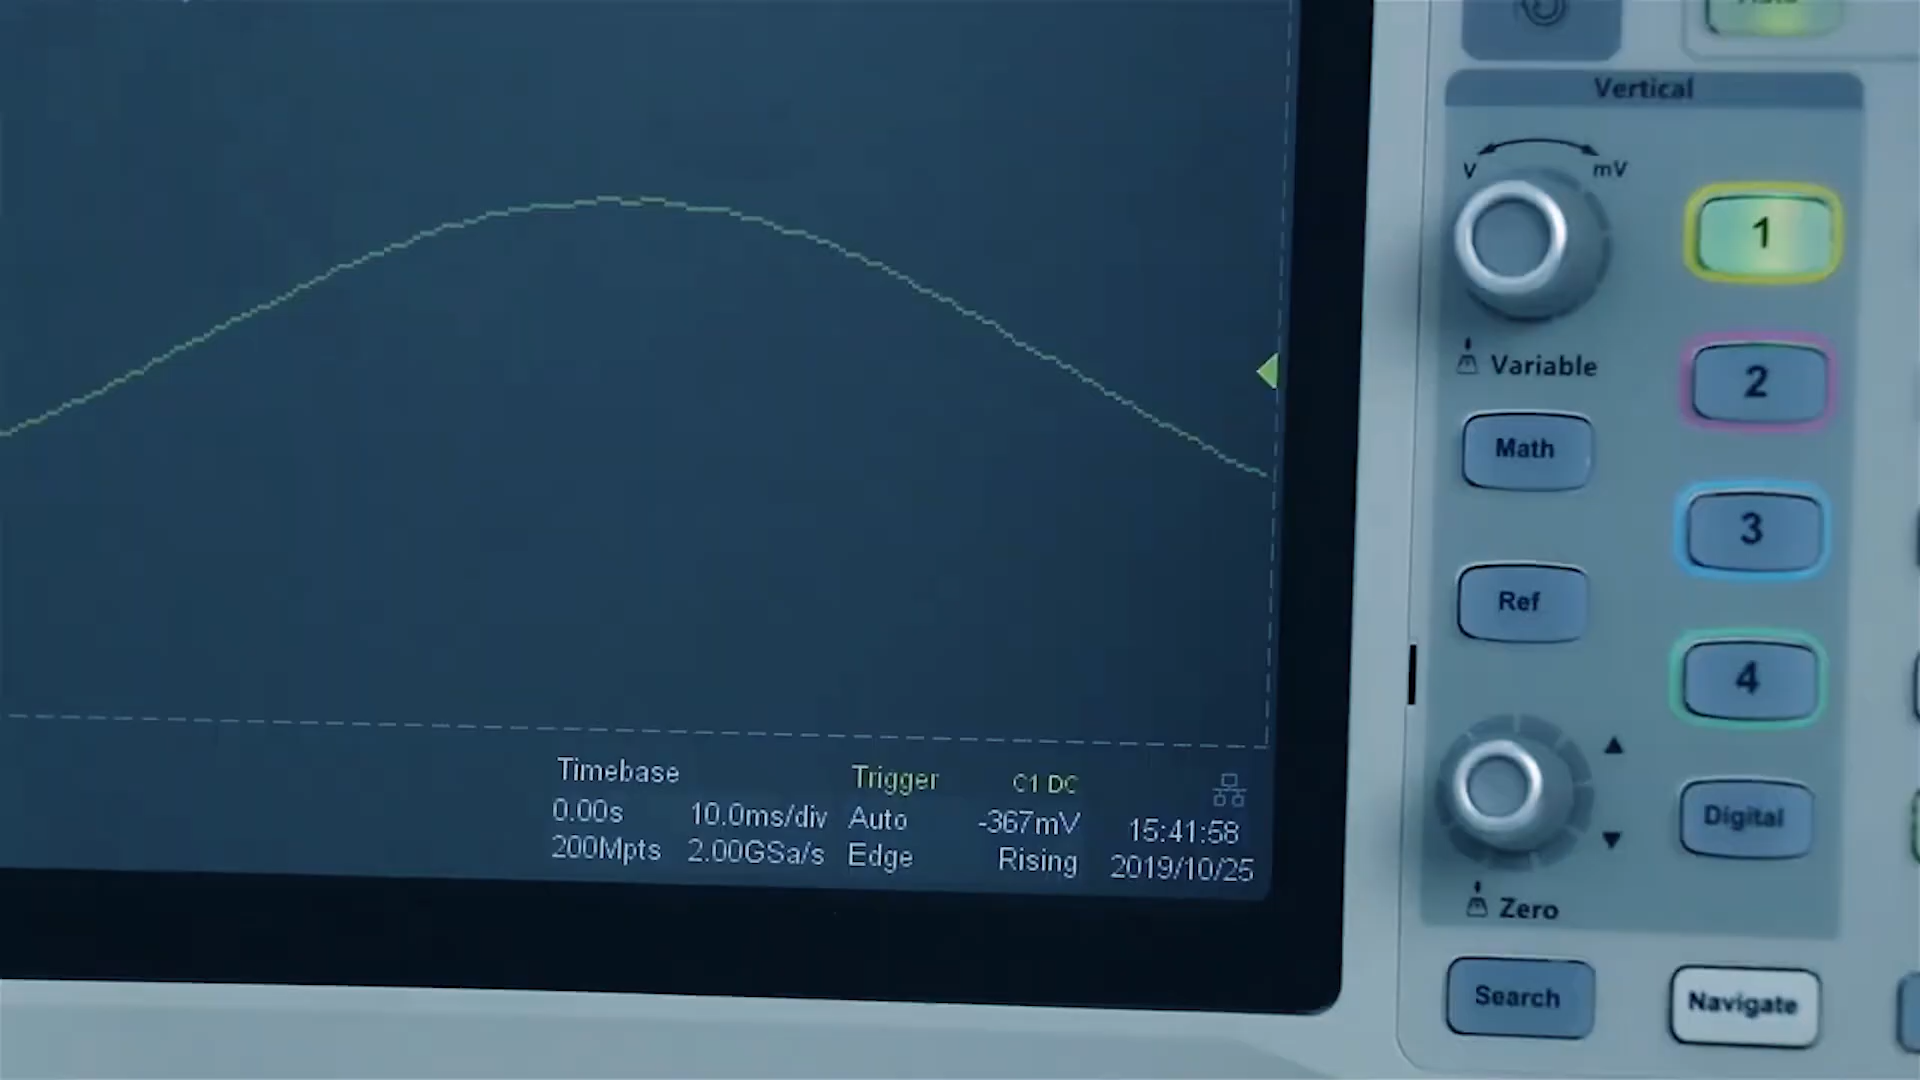 Timebase
0.00s 10.0ms/div
200Mpts 2.00GSa/s
Trigger C1 DC
Auto -367mV
Edge Rising
15:41:58
2019/10/25
Vertical
V mV
1
Variable
2
Math
3
Ref
4
Digital
Zero
Search
Navigate